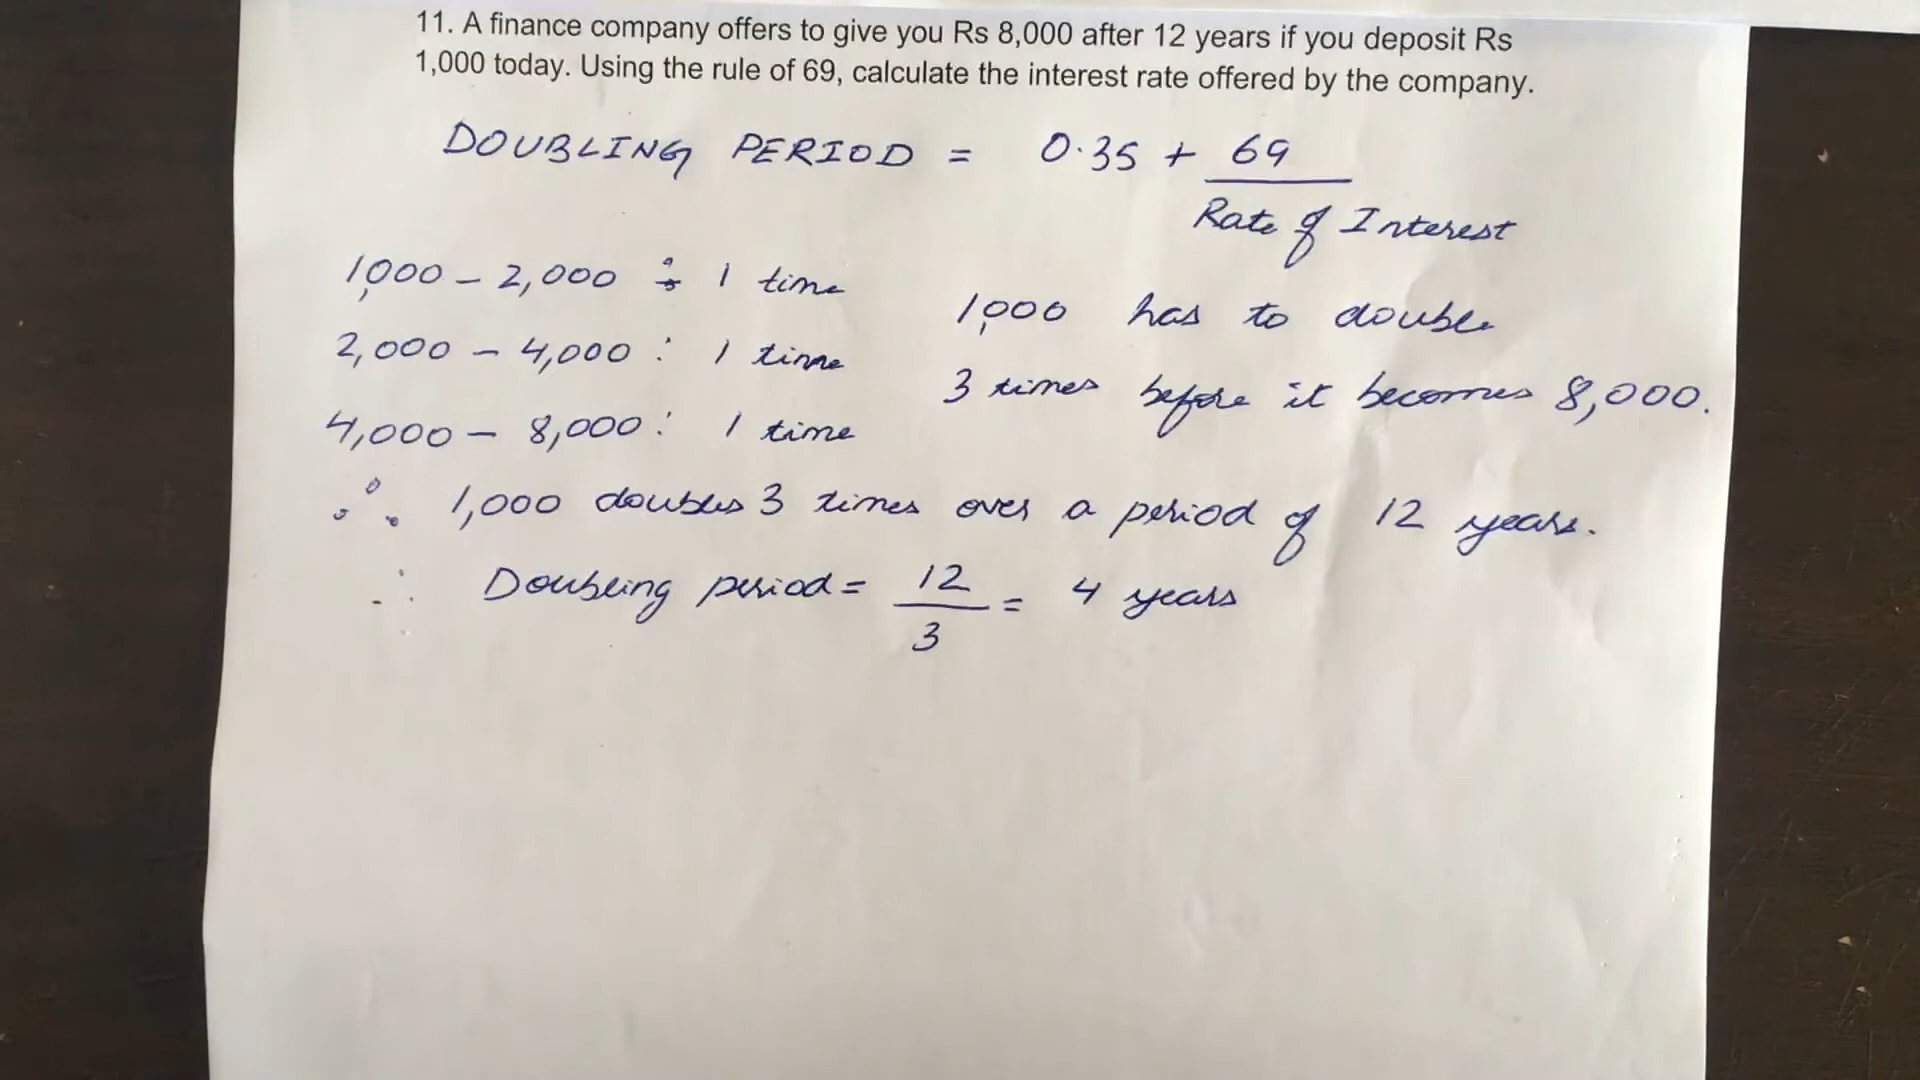 11. A finance company offers to give you Rs 8,000 after 12 years if you deposit Rs
1,000 today. Using the rule of 69, calculate the interest rate offered by the company.
DOUBLING PERIOD = 0.35 + 69
Rate of Interest
1,000 - 2,000 : 1 time
2,000 - 4,000 : 1 time
4,000 - 8,000 : 1 time
1,000 has to double
3 times before it becomes 8,000.
∴ 1,000 doubles 3 times over a period of 12 years.
∴ Doubling period = 12/3 = 4 years